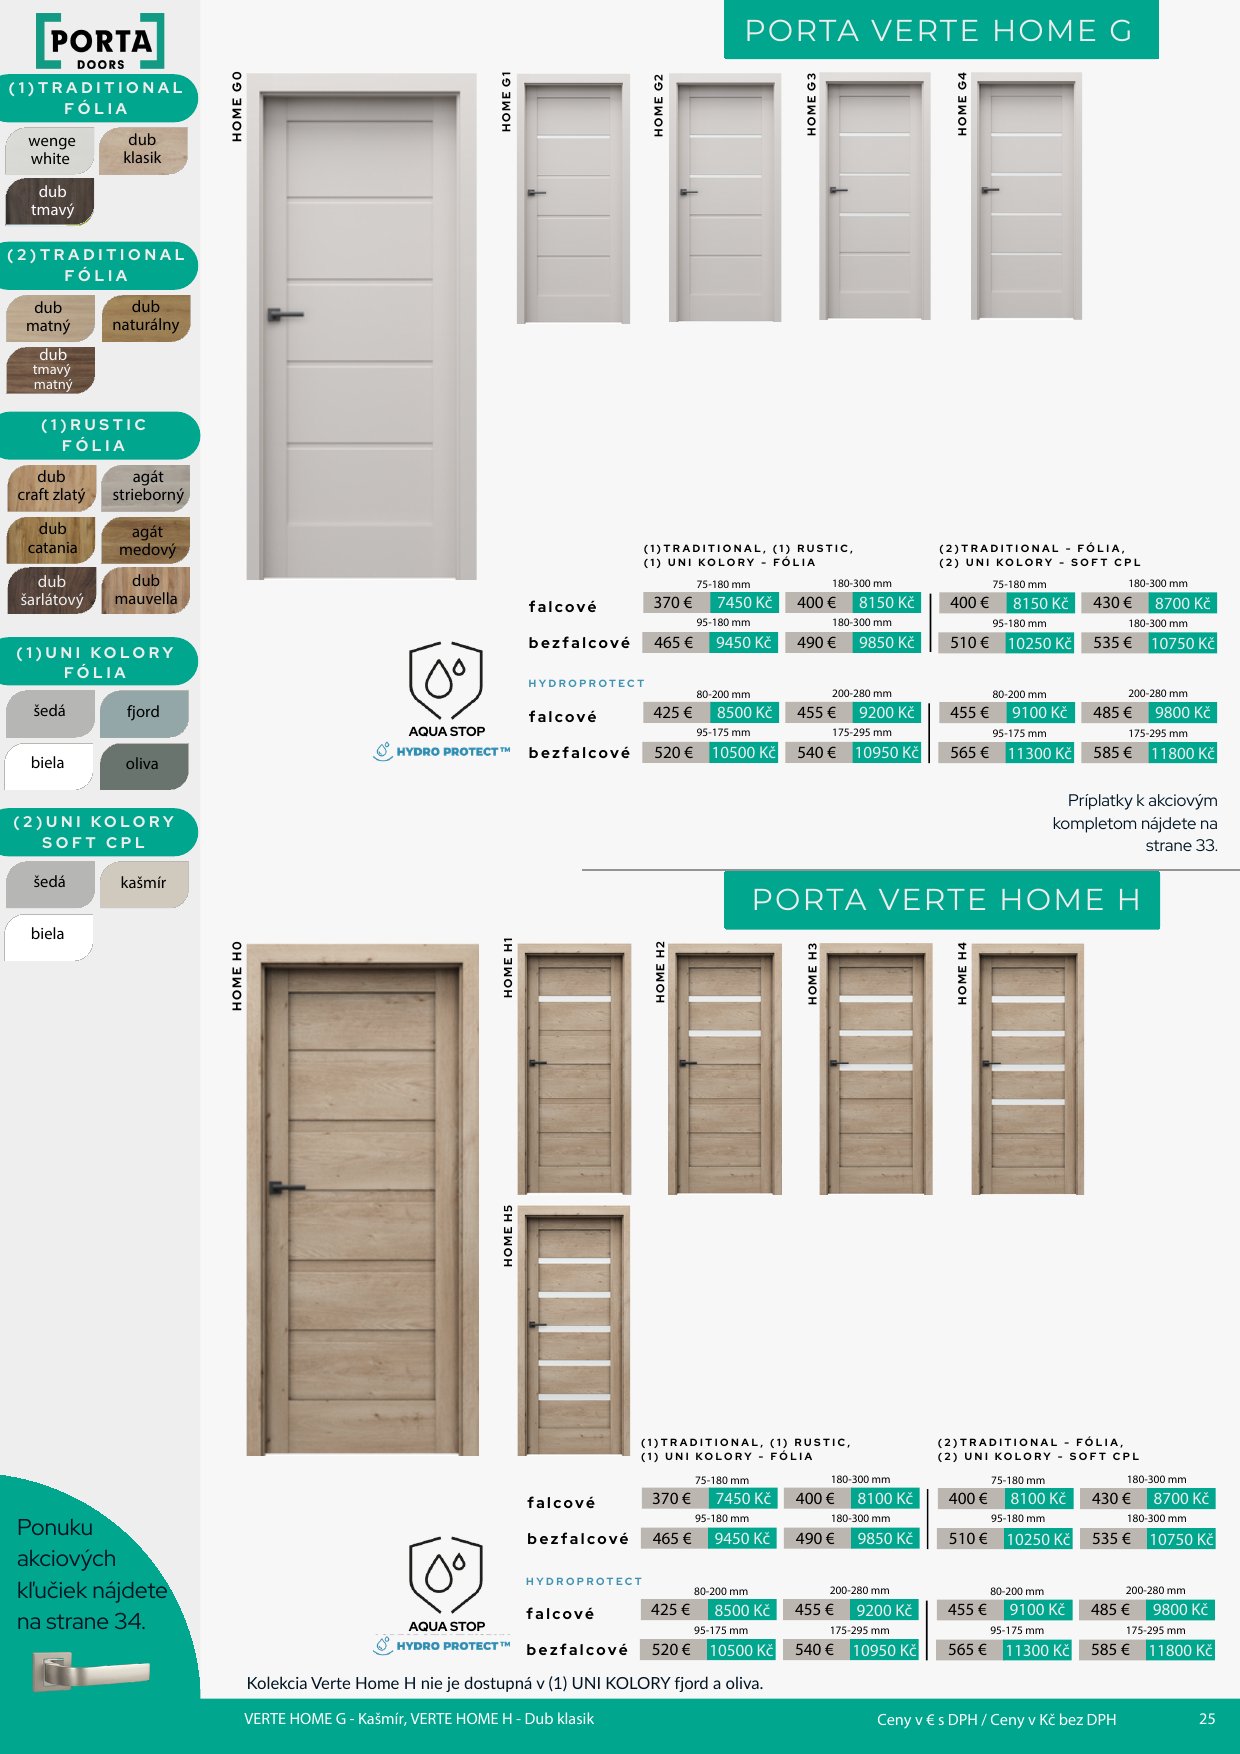 PORTA
DOORS
(1)TRADITIONAL
FÓLIA
wenge
white
dub
klasik
dub
tmavý
(2)TRADITIONAL
FÓLIA
dub
matný
dub
naturálny
dub
tmavý
matný
(1)RUSTIC
FÓLIA
dub
craft zlatý
agát
strieborný
dub
catania
agát
medový
dub
šarlátový
dub
mauvella
(1)UNI KOLORY
FÓLIA
šedá
fjord
biela
oliva
(2)UNI KOLORY
SOFT CPL
šedá
kašmír
biela
Ponuku
akciových
kľučiek nájdete
na strane 34.
PORTA VERTE HOME G
HOME G0
HOME G1
HOME G2
HOME G3
HOME G4
(1)TRADITIONAL, (1) RUSTIC,
(1) UNI KOLORY - FÓLIA
(2)TRADITIONAL - FÓLIA,
(2) UNI KOLORY - SOFT CPL
75-180 mm 180-300 mm 75-180 mm 180-300 mm
falcové 370 € 7450 Kč 400 € 8150 Kč 400 € 8150 Kč 430 € 8700 Kč
95-180 mm 180-300 mm 95-180 mm 180-300 mm
bezfalcové 465 € 9450 Kč 490 € 9850 Kč 510 € 10250 Kč 535 € 10750 Kč
HYDROPROTECT
80-200 mm 200-280 mm 80-200 mm 200-280 mm
falcové 425 € 8500 Kč 455 € 9200 Kč 455 € 9100 Kč 485 € 9800 Kč
95-175 mm 175-295 mm 95-175 mm 175-295 mm
bezfalcové 520 € 10500 Kč 540 € 10950 Kč 565 € 11300 Kč 585 € 11800 Kč
AQUA STOP
HYDRO PROTECT™
Príplatky k akciovým
kompletom nájdete na
strane 33.
PORTA VERTE HOME H
HOME H0
HOME H1
HOME H2
HOME H3
HOME H4
HOME H5
(1)TRADITIONAL, (1) RUSTIC,
(1) UNI KOLORY - FÓLIA
(2)TRADITIONAL - FÓLIA,
(2) UNI KOLORY - SOFT CPL
75-180 mm 180-300 mm 75-180 mm 180-300 mm
falcové 370 € 7450 Kč 400 € 8100 Kč 400 € 8100 Kč 430 € 8700 Kč
95-180 mm 180-300 mm 95-180 mm 180-300 mm
bezfalcové 465 € 9450 Kč 490 € 9850 Kč 510 € 10250 Kč 535 € 10750 Kč
HYDROPROTECT
80-200 mm 200-280 mm 80-200 mm 200-280 mm
falcové 425 € 8500 Kč 455 € 9200 Kč 455 € 9100 Kč 485 € 9800 Kč
95-175 mm 175-295 mm 95-175 mm 175-295 mm
bezfalcové 520 € 10500 Kč 540 € 10950 Kč 565 € 11300 Kč 585 € 11800 Kč
AQUA STOP
HYDRO PROTECT™
Kolekcia Verte Home H nie je dostupná v (1) UNI KOLORY fjord a oliva.
VERTE HOME G - Kašmír, VERTE HOME H - Dub klasik
Ceny v € s DPH / Ceny v Kč bez DPH
25